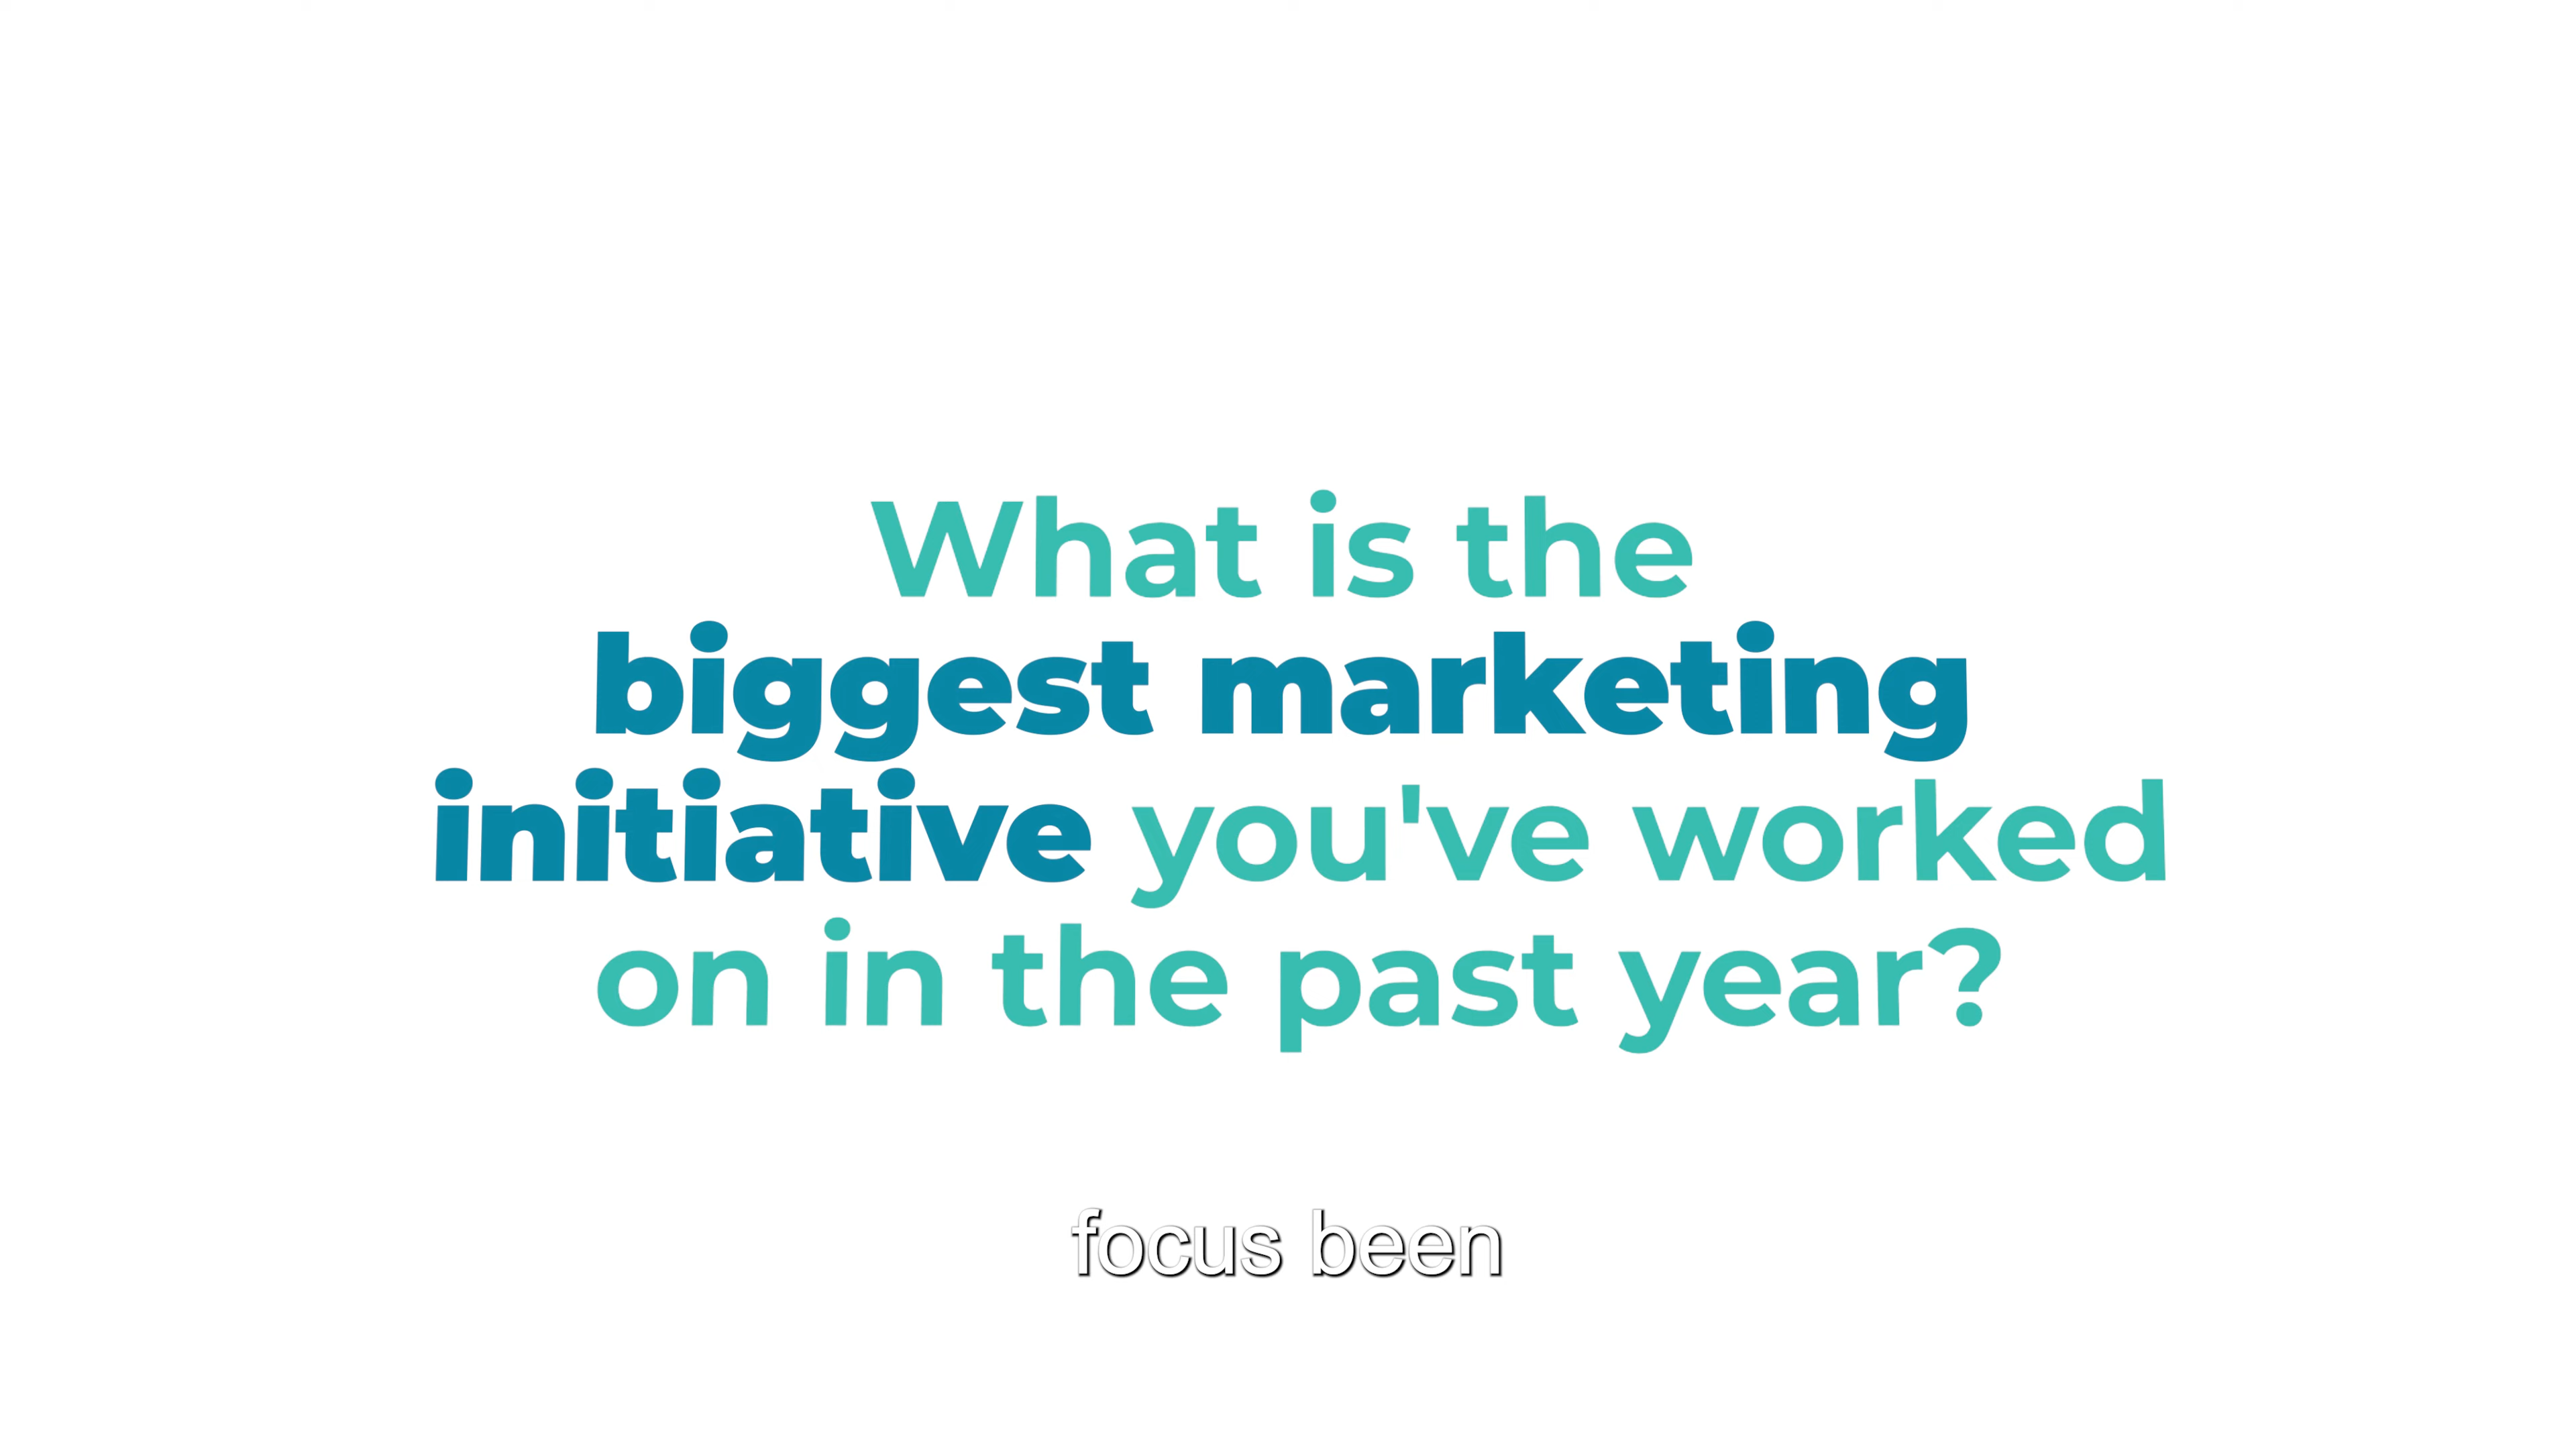 What is the
biggest marketing
initiative you've worked
on in the past year?
focus been